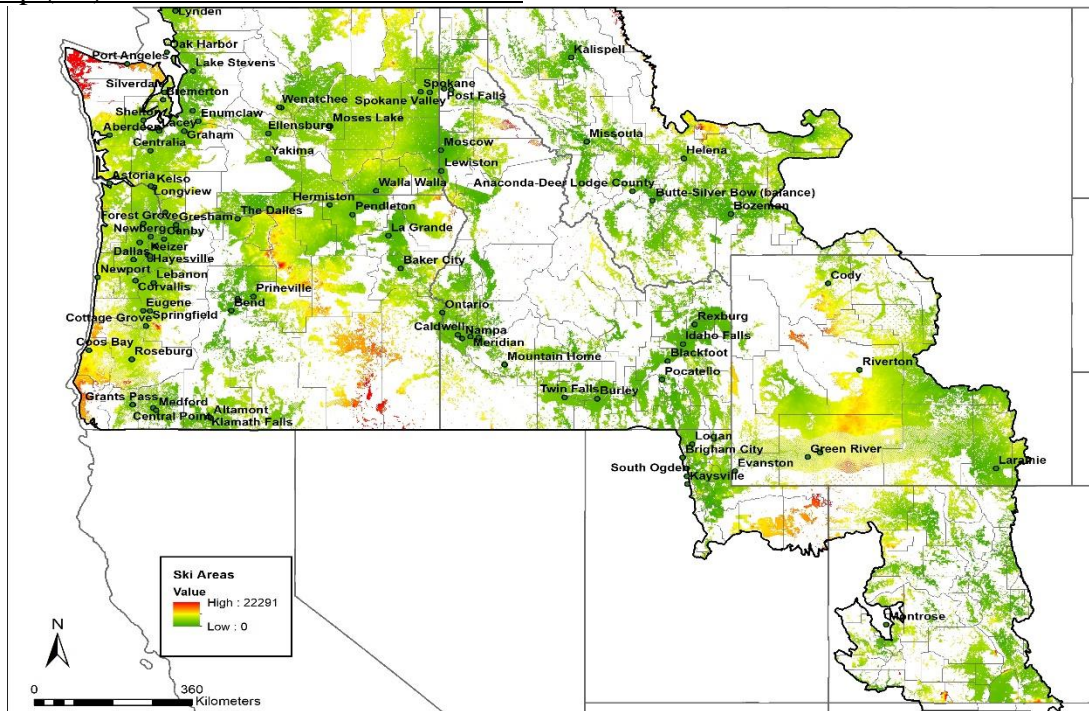 Lynden
Oak Harbor
Port Angeles
Lake Stevens
Kalispell
Silverdale
Bremerton
Spokane
Post Falls
Spokane Valley
Wenatchee
Shelton
Enumclaw
Moses Lake
Lacey
Aberdeen
Graham
Ellensburg
Missoula
Centralia
Moscow
Helena
Yakima
Lewiston
Astoria
Kelso
Walla Walla
Anaconda-Deer Lodge County
Longview
Hermiston
Butte-Silver Bow (balance)
Forest Grove
Gresham
The Dalles
Pendleton
Bozeman
Newberg
Canby
La Grande
Keizer
Dallas
Hayesville
Baker City
Newport
Lebanon
Cody
Corvallis
Prineville
Bend
Eugene
Ontario
Cottage Grove
Springfield
Rexburg
Caldwell
Nampa
Idaho Falls
Meridian
Coos Bay
Roseburg
Mountain Home
Blackfoot
Riverton
Pocatello
Grants Pass
Medford
Twin Falls
Burley
Central Point
Altamont
Klamath Falls
Logan
Brigham City
Green River
South Ogden
Evanston
Laramie
Kaysville
Ski Areas
Value
High : 22291
Low : 0
Montrose
N
0 360
Kilometers